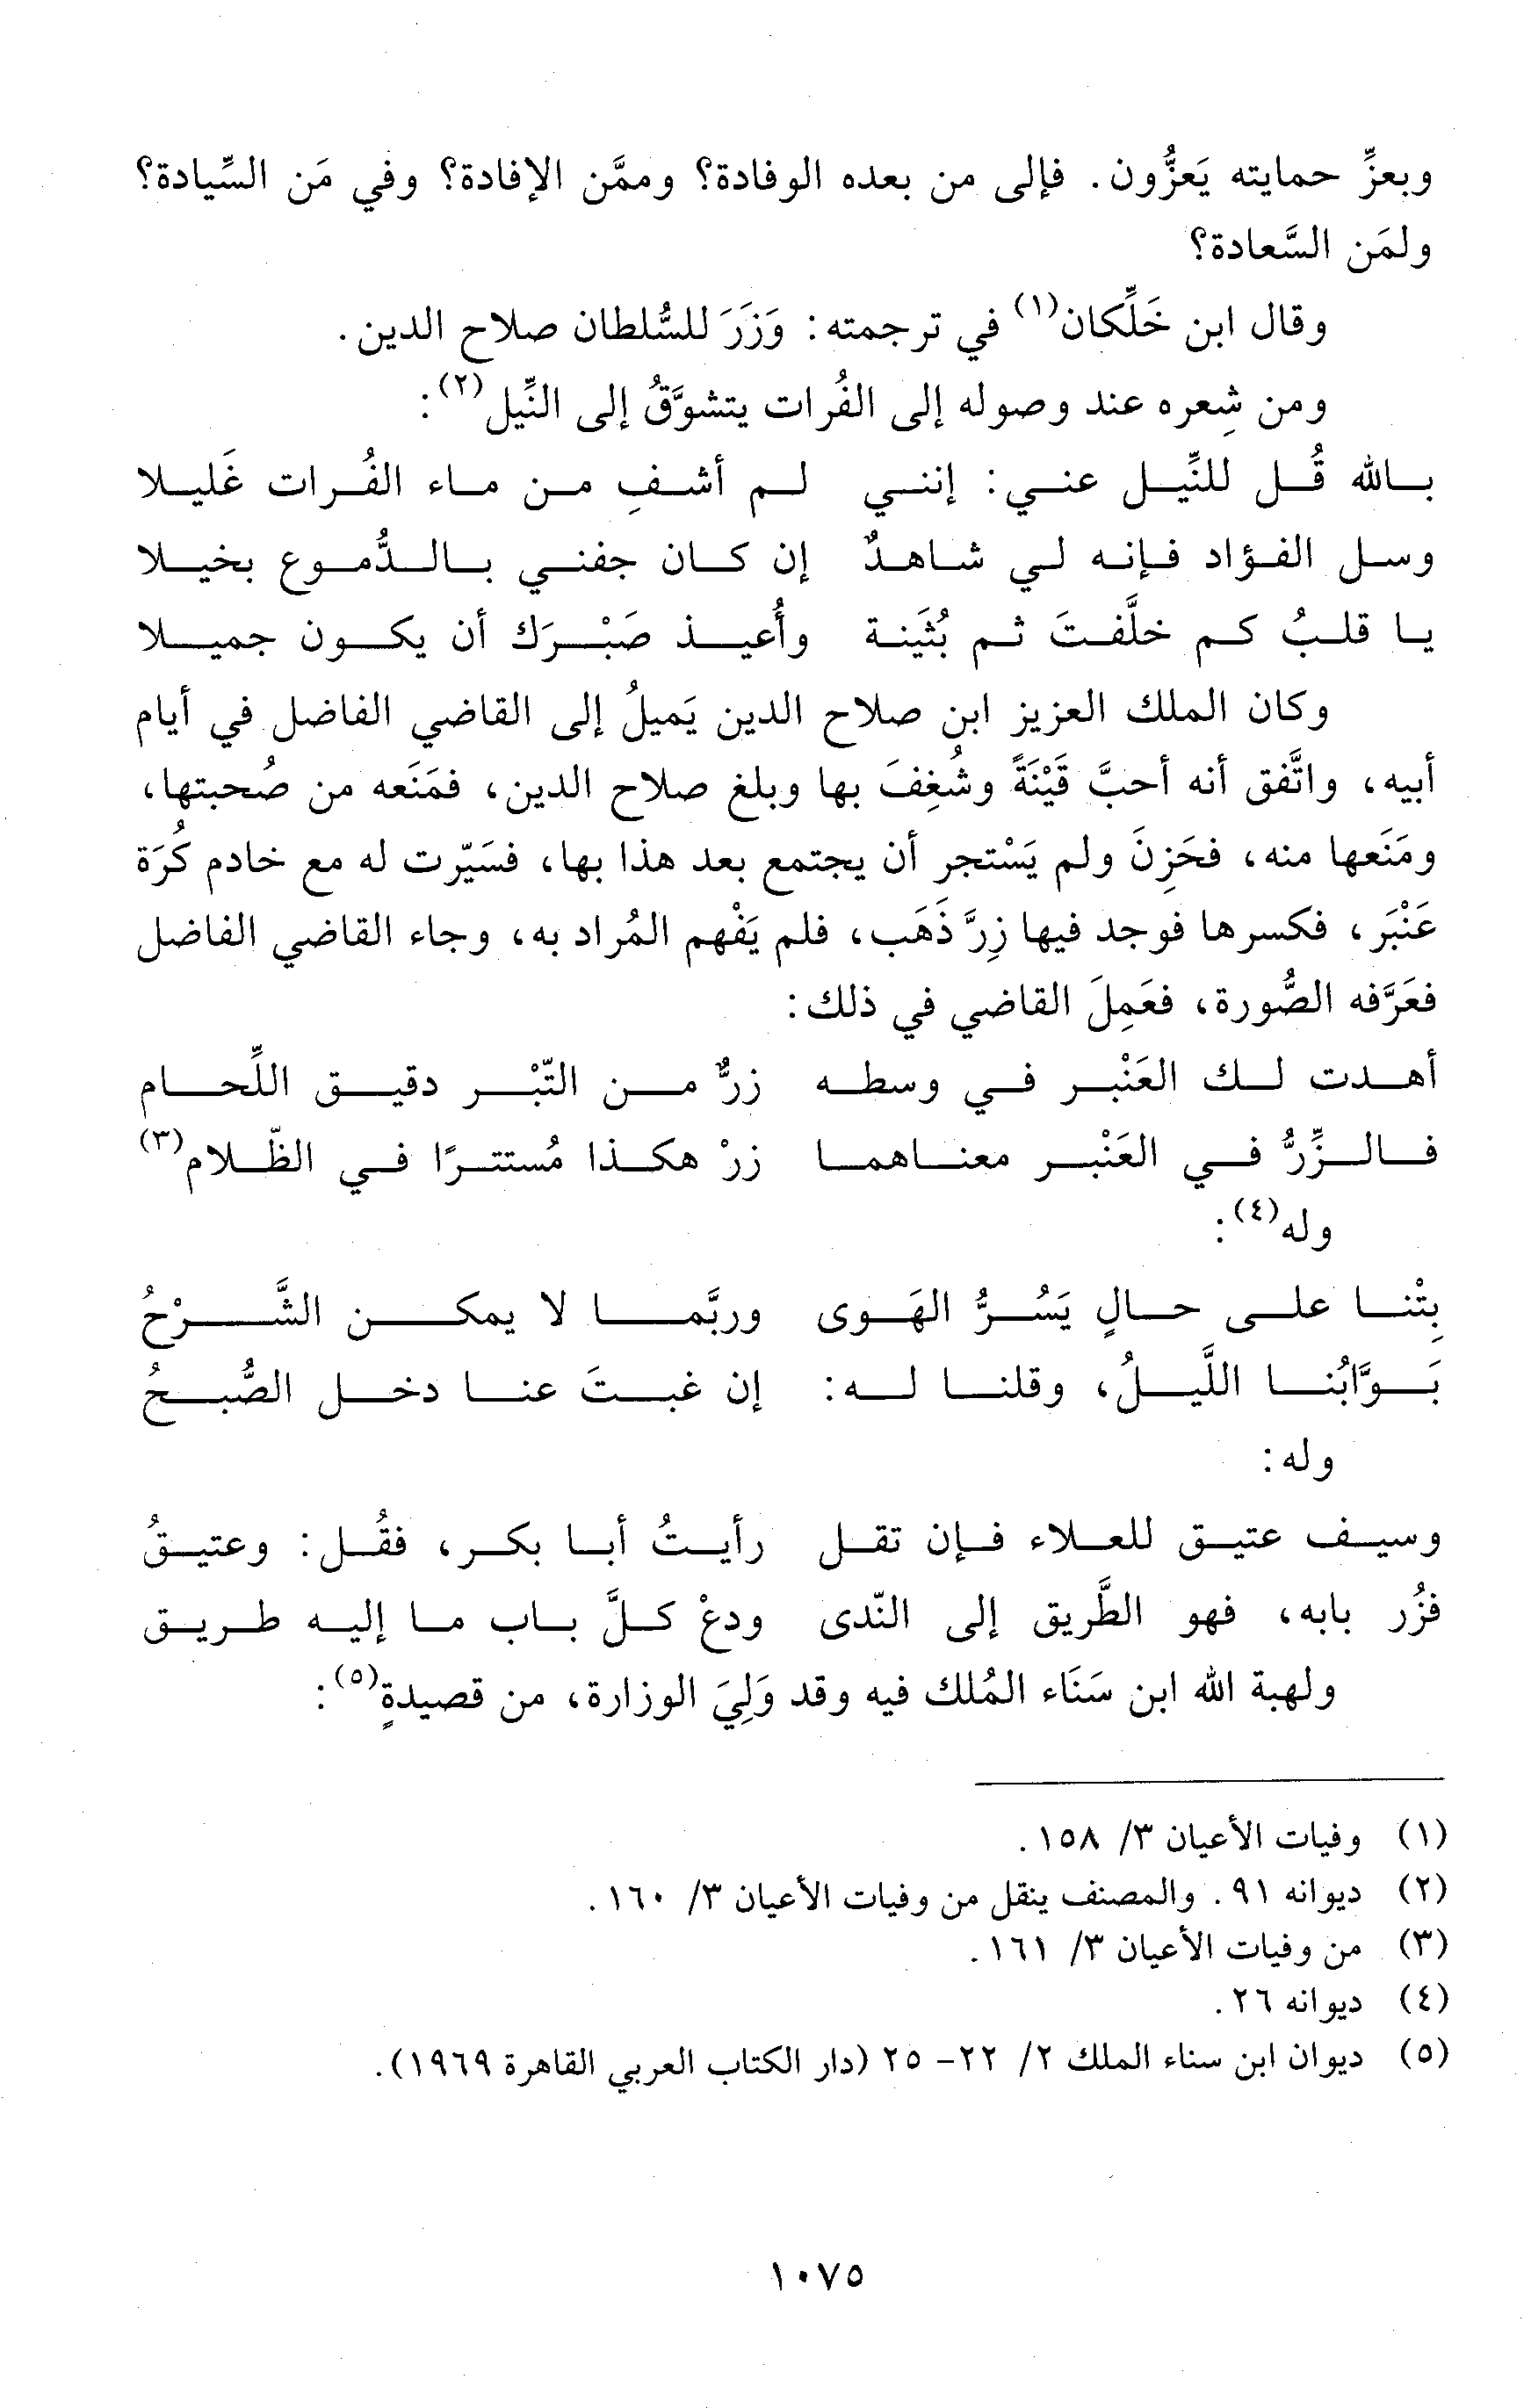 وبعزِّ حمايته يَعزُّون. فإلى من بعده الوفادة؟ وممَّن الإفادة؟ وفي مَن السِّيادة؟
ولمَن السَّعادة؟
وقال ابن خَلِّكان(١) في ترجمته: وَزَرَ للسُّلطان صلاح الدين.
ومن شِعره عند وصوله إلى الفُرات يتشوَّقُ إلى النِّيل(٢):
بالله قُل للنِّيل عني: إنني لم أشفِ من ماء الفُرات غَليلا
وسل الفؤاد فإنه لي شاهدٌ إن كان جفني بالدُّموع بخيلا
يا قلبُ كم خلَّفتَ ثم بُثَينة وأُعيذ صَبْرَك أن يكون جميلا
وكان الملك العزيز ابن صلاح الدين يَميلُ إلى القاضي الفاضل في أيام
أبيه، واتَّفق أنه أحبَّ قَيْنَةً وشُغِفَ بها وبلغ صلاح الدين، فمَنَعه من صُحبتها،
ومَنَعها منه، فحَزِنَ ولم يَسْتجر أن يجتمع بعد هذا بها، فسَيّرت له مع خادم كُرَة
عَنْبَر، فكسرها فوجد فيها زِرَّ ذَهَب، فلم يَفْهم المُراد به، وجاء القاضي الفاضل
فعَرَّفه الصُّورة، فعَمِلَ القاضي في ذلك:
أهدت لك العَنْبر في وسطه زرٌّ من التّبْر دقيق اللِّحام
فالزِّرُّ في العَنْبر معناهما زرْ هكذا مُستترًا في الظّلام(٣)
وله(٤):
بِتْنا على حالٍ يَسُرُّ الهَوى وربَّما لا يمكن الشَّرْحُ
بَوَّابُنا اللَّيلُ، وقلنا له: إن غبتَ عنا دخل الصُّبحُ
وله:
وسيف عتيق للعلاء فإن تقل رأيتُ أبا بكر، فقُل: وعتيقُ
فزُر بابه، فهو الطَّريق إلى النّدى ودعْ كلَّ باب ما إليه طريق
ولهبة الله ابن سَنَاء المُلك فيه وقد وَلِيَ الوزارة، من قصيدةٍ(٥):
(١) وفيات الأعيان ٣/ ١٥٨.
(٢) ديوانه ٩١. والمصنف ينقل من وفيات الأعيان ٣/ ١٦٠.
(٣) من وفيات الأعيان ٣/ ١٦١.
(٤) ديوانه ٢٦.
(٥) ديوان ابن سناء الملك ٢/ ٢٢- ٢٥ (دار الكتاب العربي القاهرة ١٩٦٩).
١٠٧٥